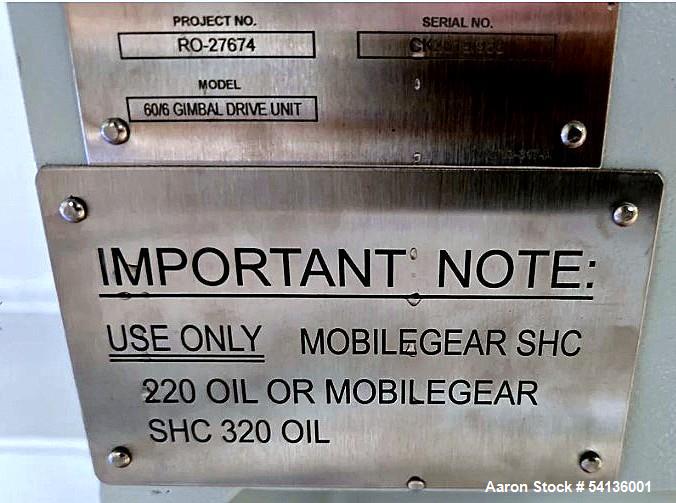 PROJECT NO. SERIAL NO.
RO-27674
MODEL
60/6 GIMBAL DRIVE UNIT
IMPORTANT NOTE:
USE ONLY MOBILEGEAR SHC
220 OIL OR MOBILEGEAR
SHC 320 OIL
Aaron Stock # 54136001